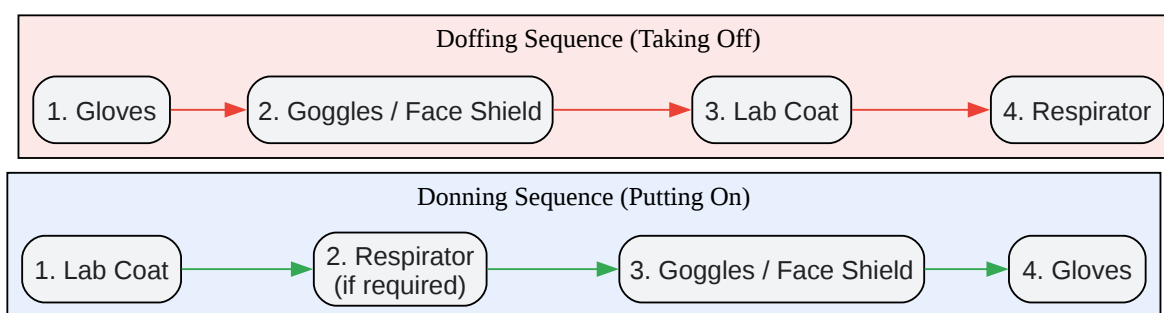 Doffing Sequence (Taking Off)
1. Gloves
2. Goggles / Face Shield
3. Lab Coat
4. Respirator
Donning Sequence (Putting On)
1. Lab Coat
2. Respirator
(if required)
3. Goggles / Face Shield
4. Gloves